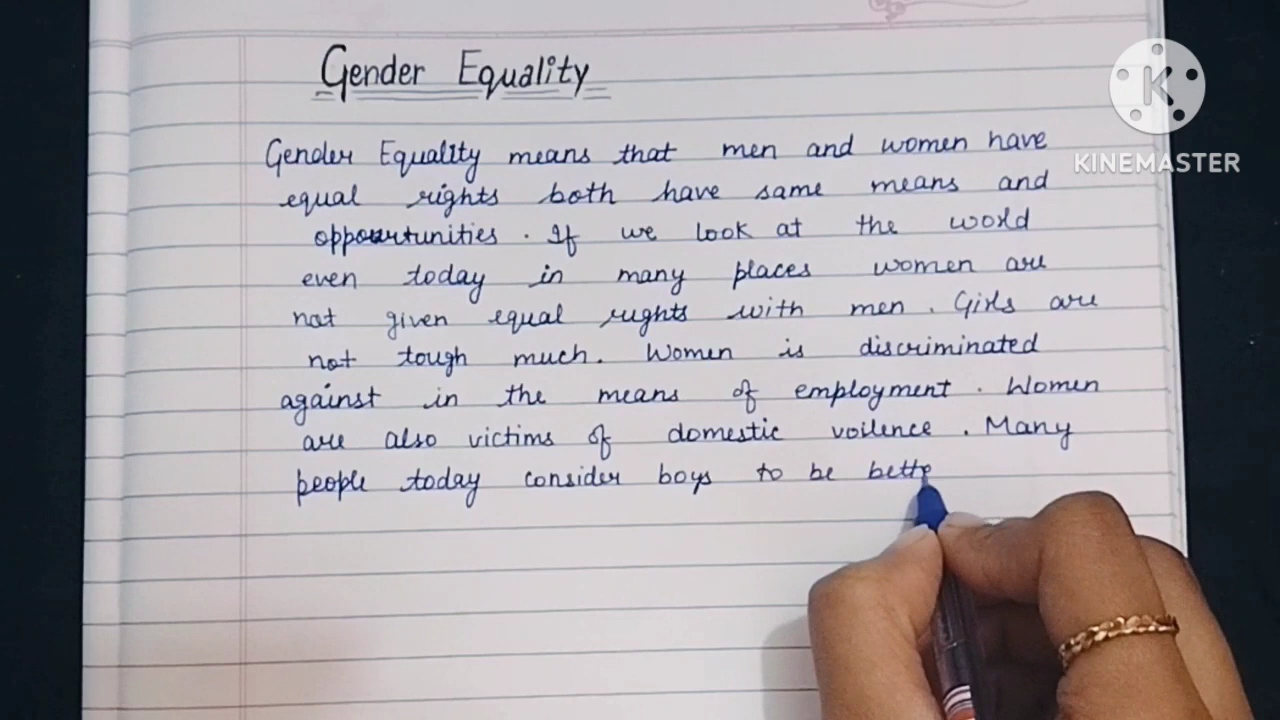 Gender Equality
KINEMASTER
Gender Equality means that men and women have
equal rights both have same means and
oppourtunities. If we look at the world
even today in many places women are
not given equal rights with men. Girls are
not tough much. Women is discriminated
against in the means of employment. Women
are also victims of domestic voilence. Many
people today consider boys to be bette